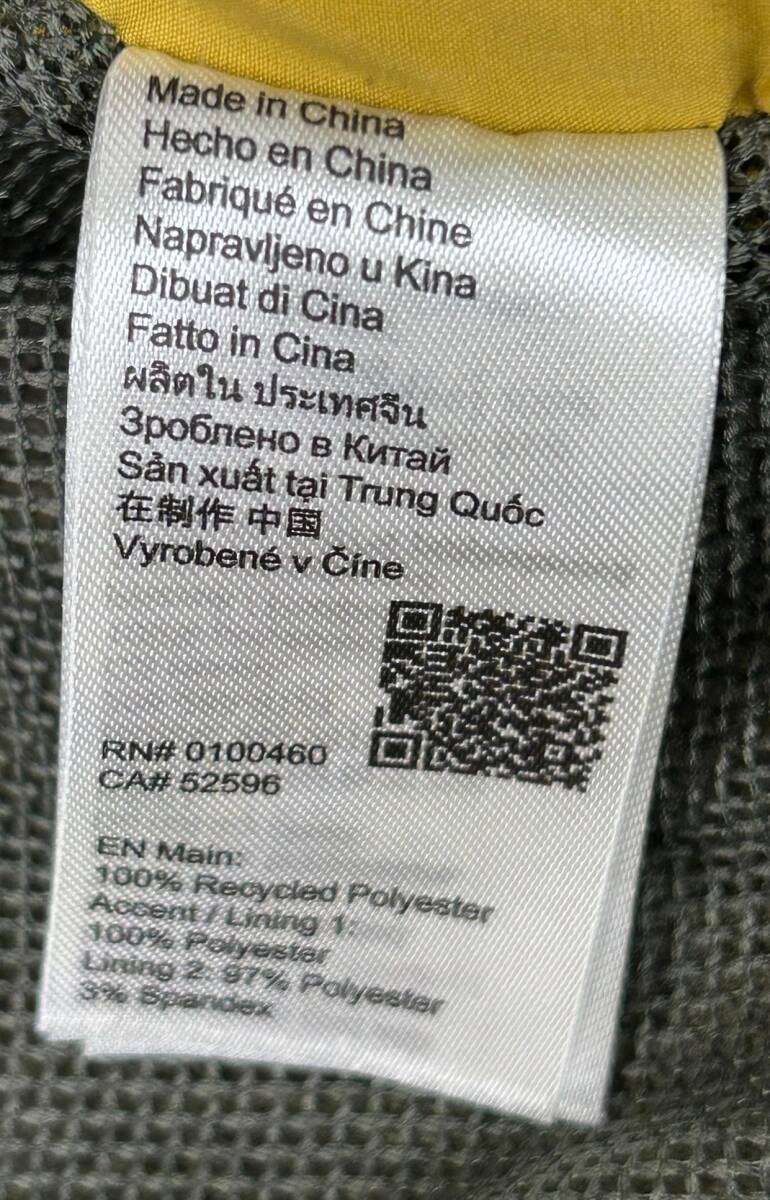 Made in China
Hecho en China
Fabriqué en Chine
Napravljeno u Kina
Dibuat di Cina
Fatto in Cina
ผลิตใน ประเทศจีน
Зроблено в Китай
Sản xuất tại Trung Quốc
在制作 中国
Vyrobené v Číne
RN# 0100460
CA# 52596
EN Main:
100% Recycled Polyester
Accent / Lining 1:
100% Polyester
Lining 2: 97% Polyester
3% Spandex